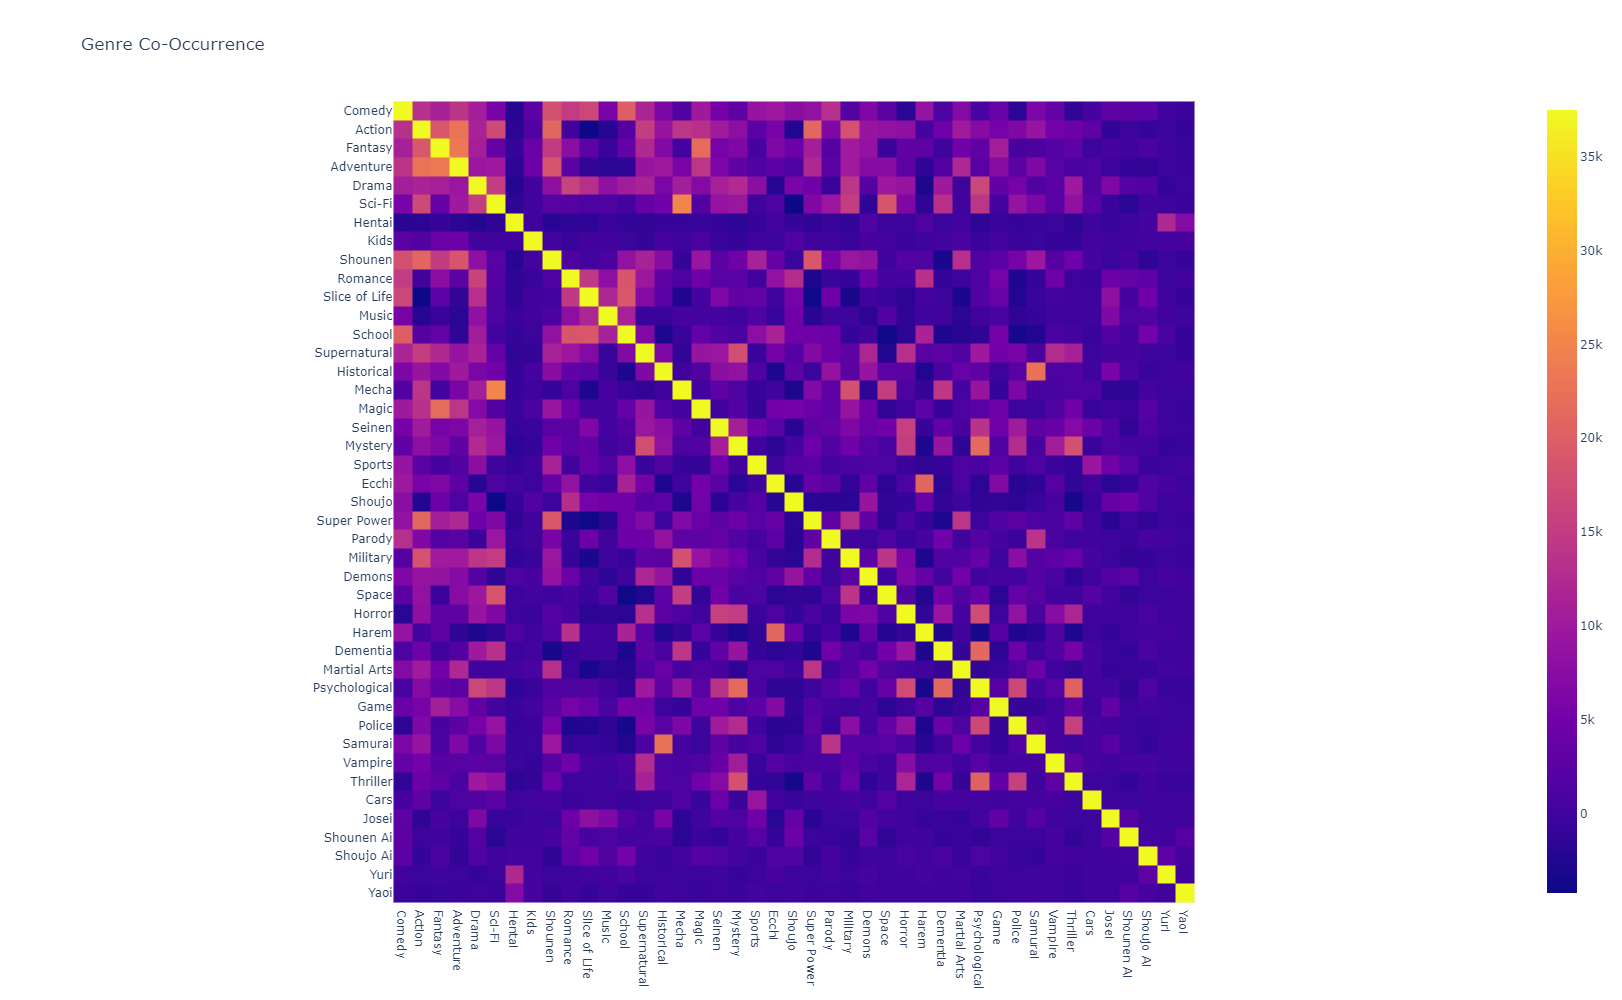 Genre Co-Occurrence
Comedy
Action
Fantasy
Adventure
Drama
Sci-Fi
Hentai
Kids
Shounen
Romance
Slice of Life
Music
School
Supernatural
Historical
Mecha
Magic
Seinen
Mystery
Sports
Ecchi
Shoujo
Super Power
Parody
Military
Demons
Space
Horror
Harem
Dementia
Martial Arts
Psychological
Game
Police
Samurai
Vampire
Thriller
Cars
Josei
Shounen Ai
Shoujo Ai
Yuri
Yaoi
Comedy
Action
Fantasy
Adventure
Drama
Sci-Fi
Hentai
Kids
Shounen
Romance
Slice of Life
Music
School
Supernatural
Historical
Mecha
Magic
Seinen
Mystery
Sports
Ecchi
Shoujo
Super Power
Parody
Military
Demons
Space
Horror
Harem
Dementia
Martial Arts
Psychological
Game
Police
Samurai
Vampire
Thriller
Cars
Josei
Shounen Ai
Shoujo Ai
Yuri
Yaoi
35k
30k
25k
20k
15k
10k
5k
0